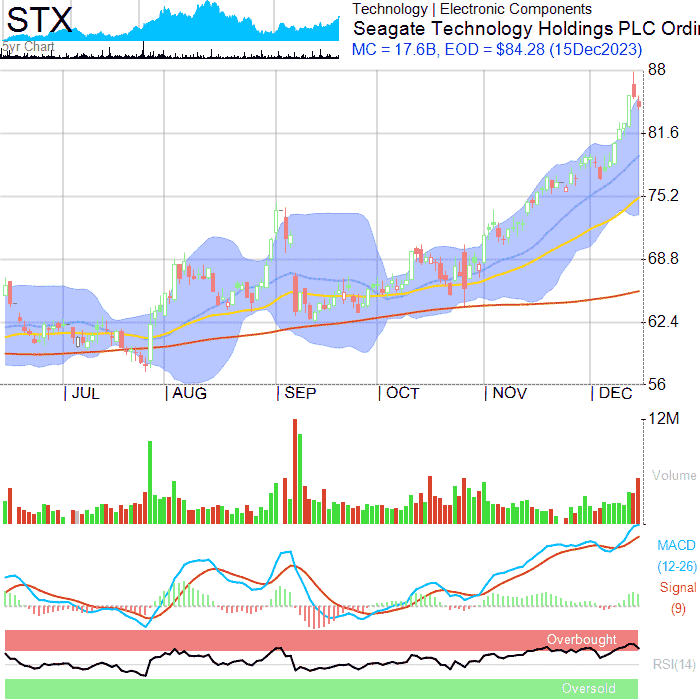 STX
5yr Chart
Technology | Electronic Components
Seagate Technology Holdings PLC Ordi
MC = 17.6B, EOD = $84.28 (15Dec2023)
88
81.6
75.2
68.8
62.4
56
JUL AUG SEP OCT NOV DEC
12M
Volume
MACD
(12-26)
Signal
(9)
Overbought
RSI(14)
Oversold